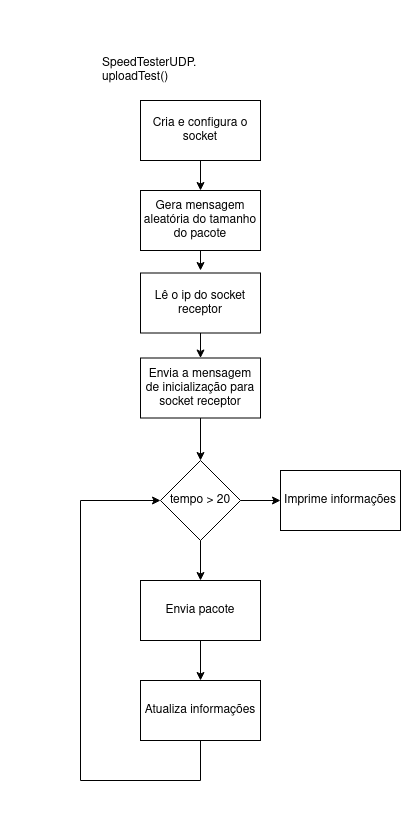 SpeedTesterUDP.
uploadTest()
Cria e configura o
socket
Gera mensagem
aleatória do tamanho
do pacote
Lê o ip do socket
receptor
Envia a mensagem
de inicialização para
socket receptor
tempo > 20
Imprime informações
Envia pacote
Atualiza informações